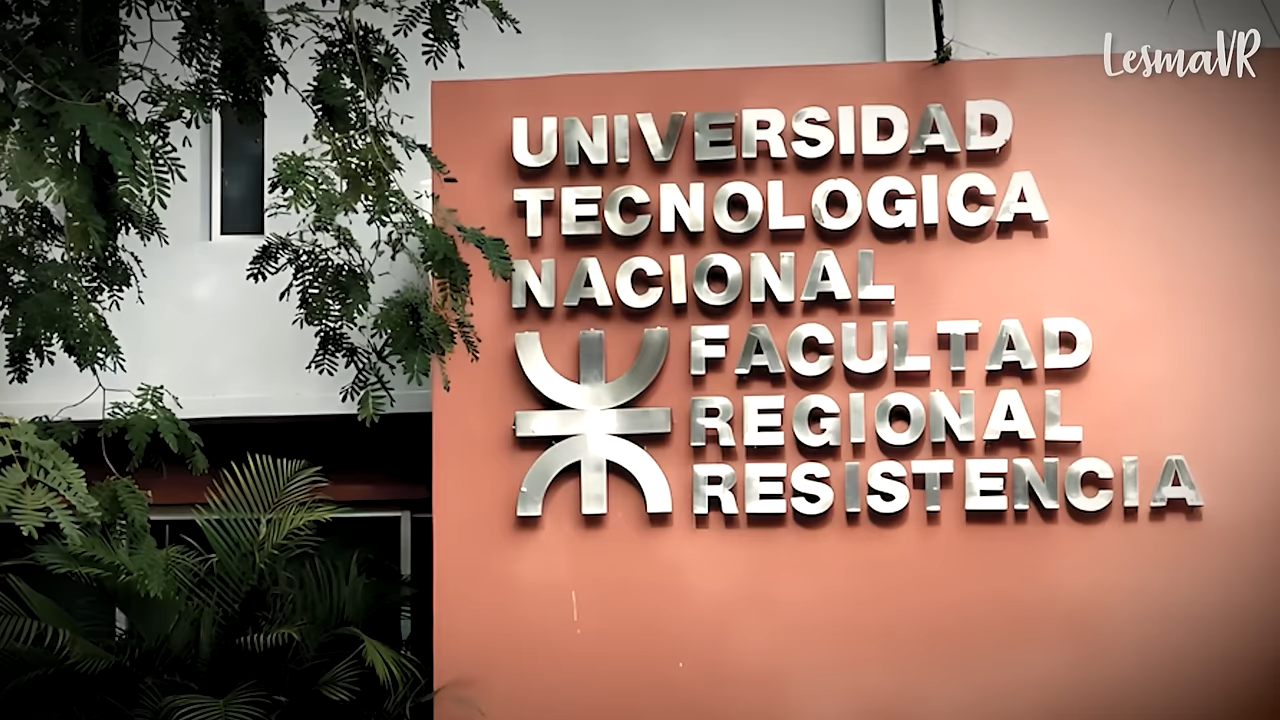 LesmaVR
UNIVERSIDAD
TECNOLOGICA
NACIONAL
FACULTAD
REGIONAL
RESISTENCIA